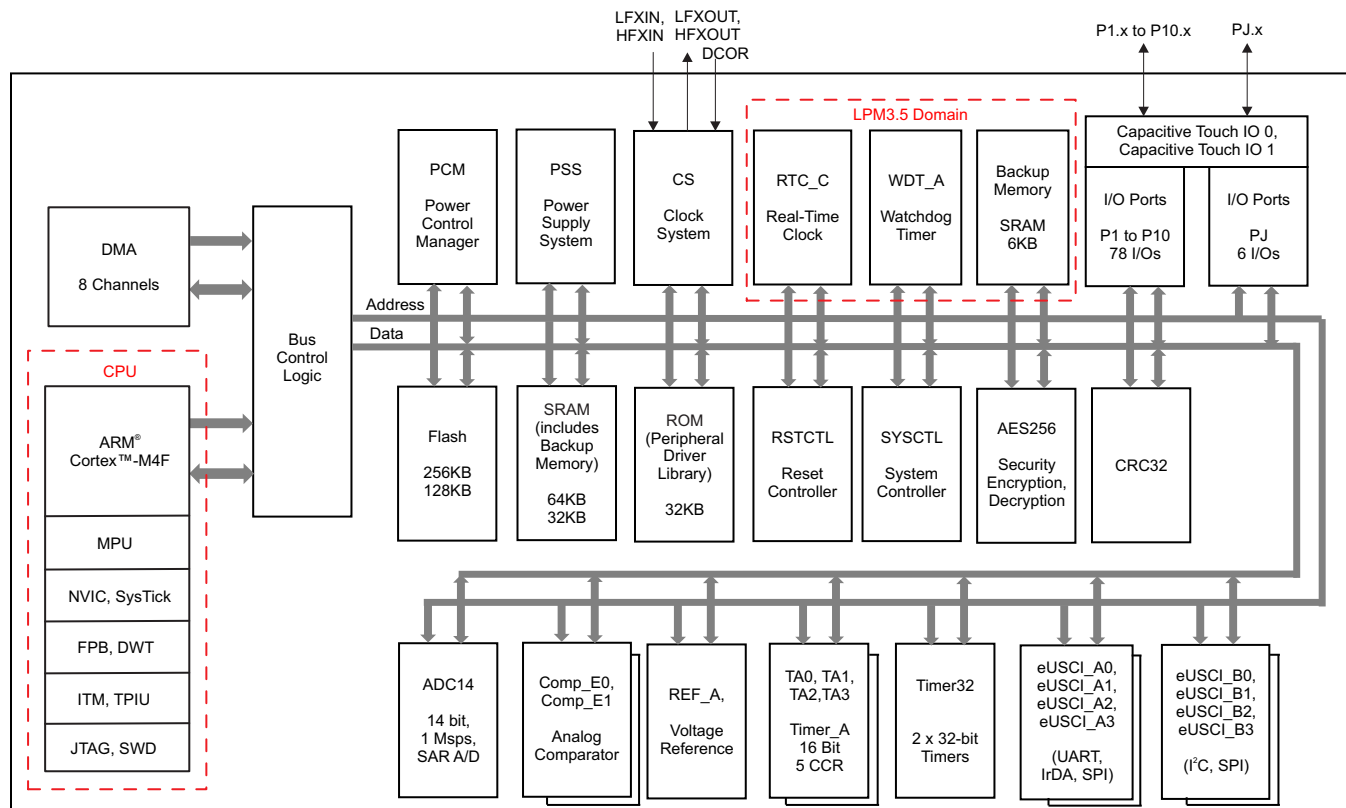 LFXIN,
HFXIN
LFXOUT,
HFXOUT
DCOR
P1.x to P10.x
PJ.x
LPM3.5 Domain
PCM
Power
Control
Manager
PSS
Power
Supply
System
CS
Clock
System
RTC_C
Real-Time
Clock
WDT_A
Watchdog
Timer
Backup
Memory
SRAM
6KB
Capacitive Touch IO 0,
Capacitive Touch IO 1
I/O Ports
P1 to P10
78 I/Os
I/O Ports
PJ
6 I/Os
DMA
8 Channels
Bus
Control
Logic
Address
Data
CPU
ARM®
Cortex™-M4F
MPU
NVIC, SysTick
FPB, DWT
ITM, TPIU
JTAG, SWD
Flash
256KB
128KB
SRAM
(includes
Backup
Memory)
64KB
32KB
ROM
(Peripheral
Driver
Library)
32KB
RSTCTL
Reset
Controller
SYSCTL
System
Controller
AES256
Security
Encryption,
Decryption
CRC32
ADC14
14 bit,
1 Msps,
SAR A/D
Comp_E0,
Comp_E1
Analog
Comparator
REF_A
Voltage
Reference
TA0, TA1,
TA2,TA3
Timer_A
16 Bit
5 CCR
Timer32
2 x 32-bit
Timers
eUSCI_A0,
eUSCI_A1,
eUSCI_A2,
eUSCI_A3
(UART,
IrDA, SPI)
eUSCI_B0,
eUSCI_B1,
eUSCI_B2,
eUSCI_B3
(I²C, SPI)